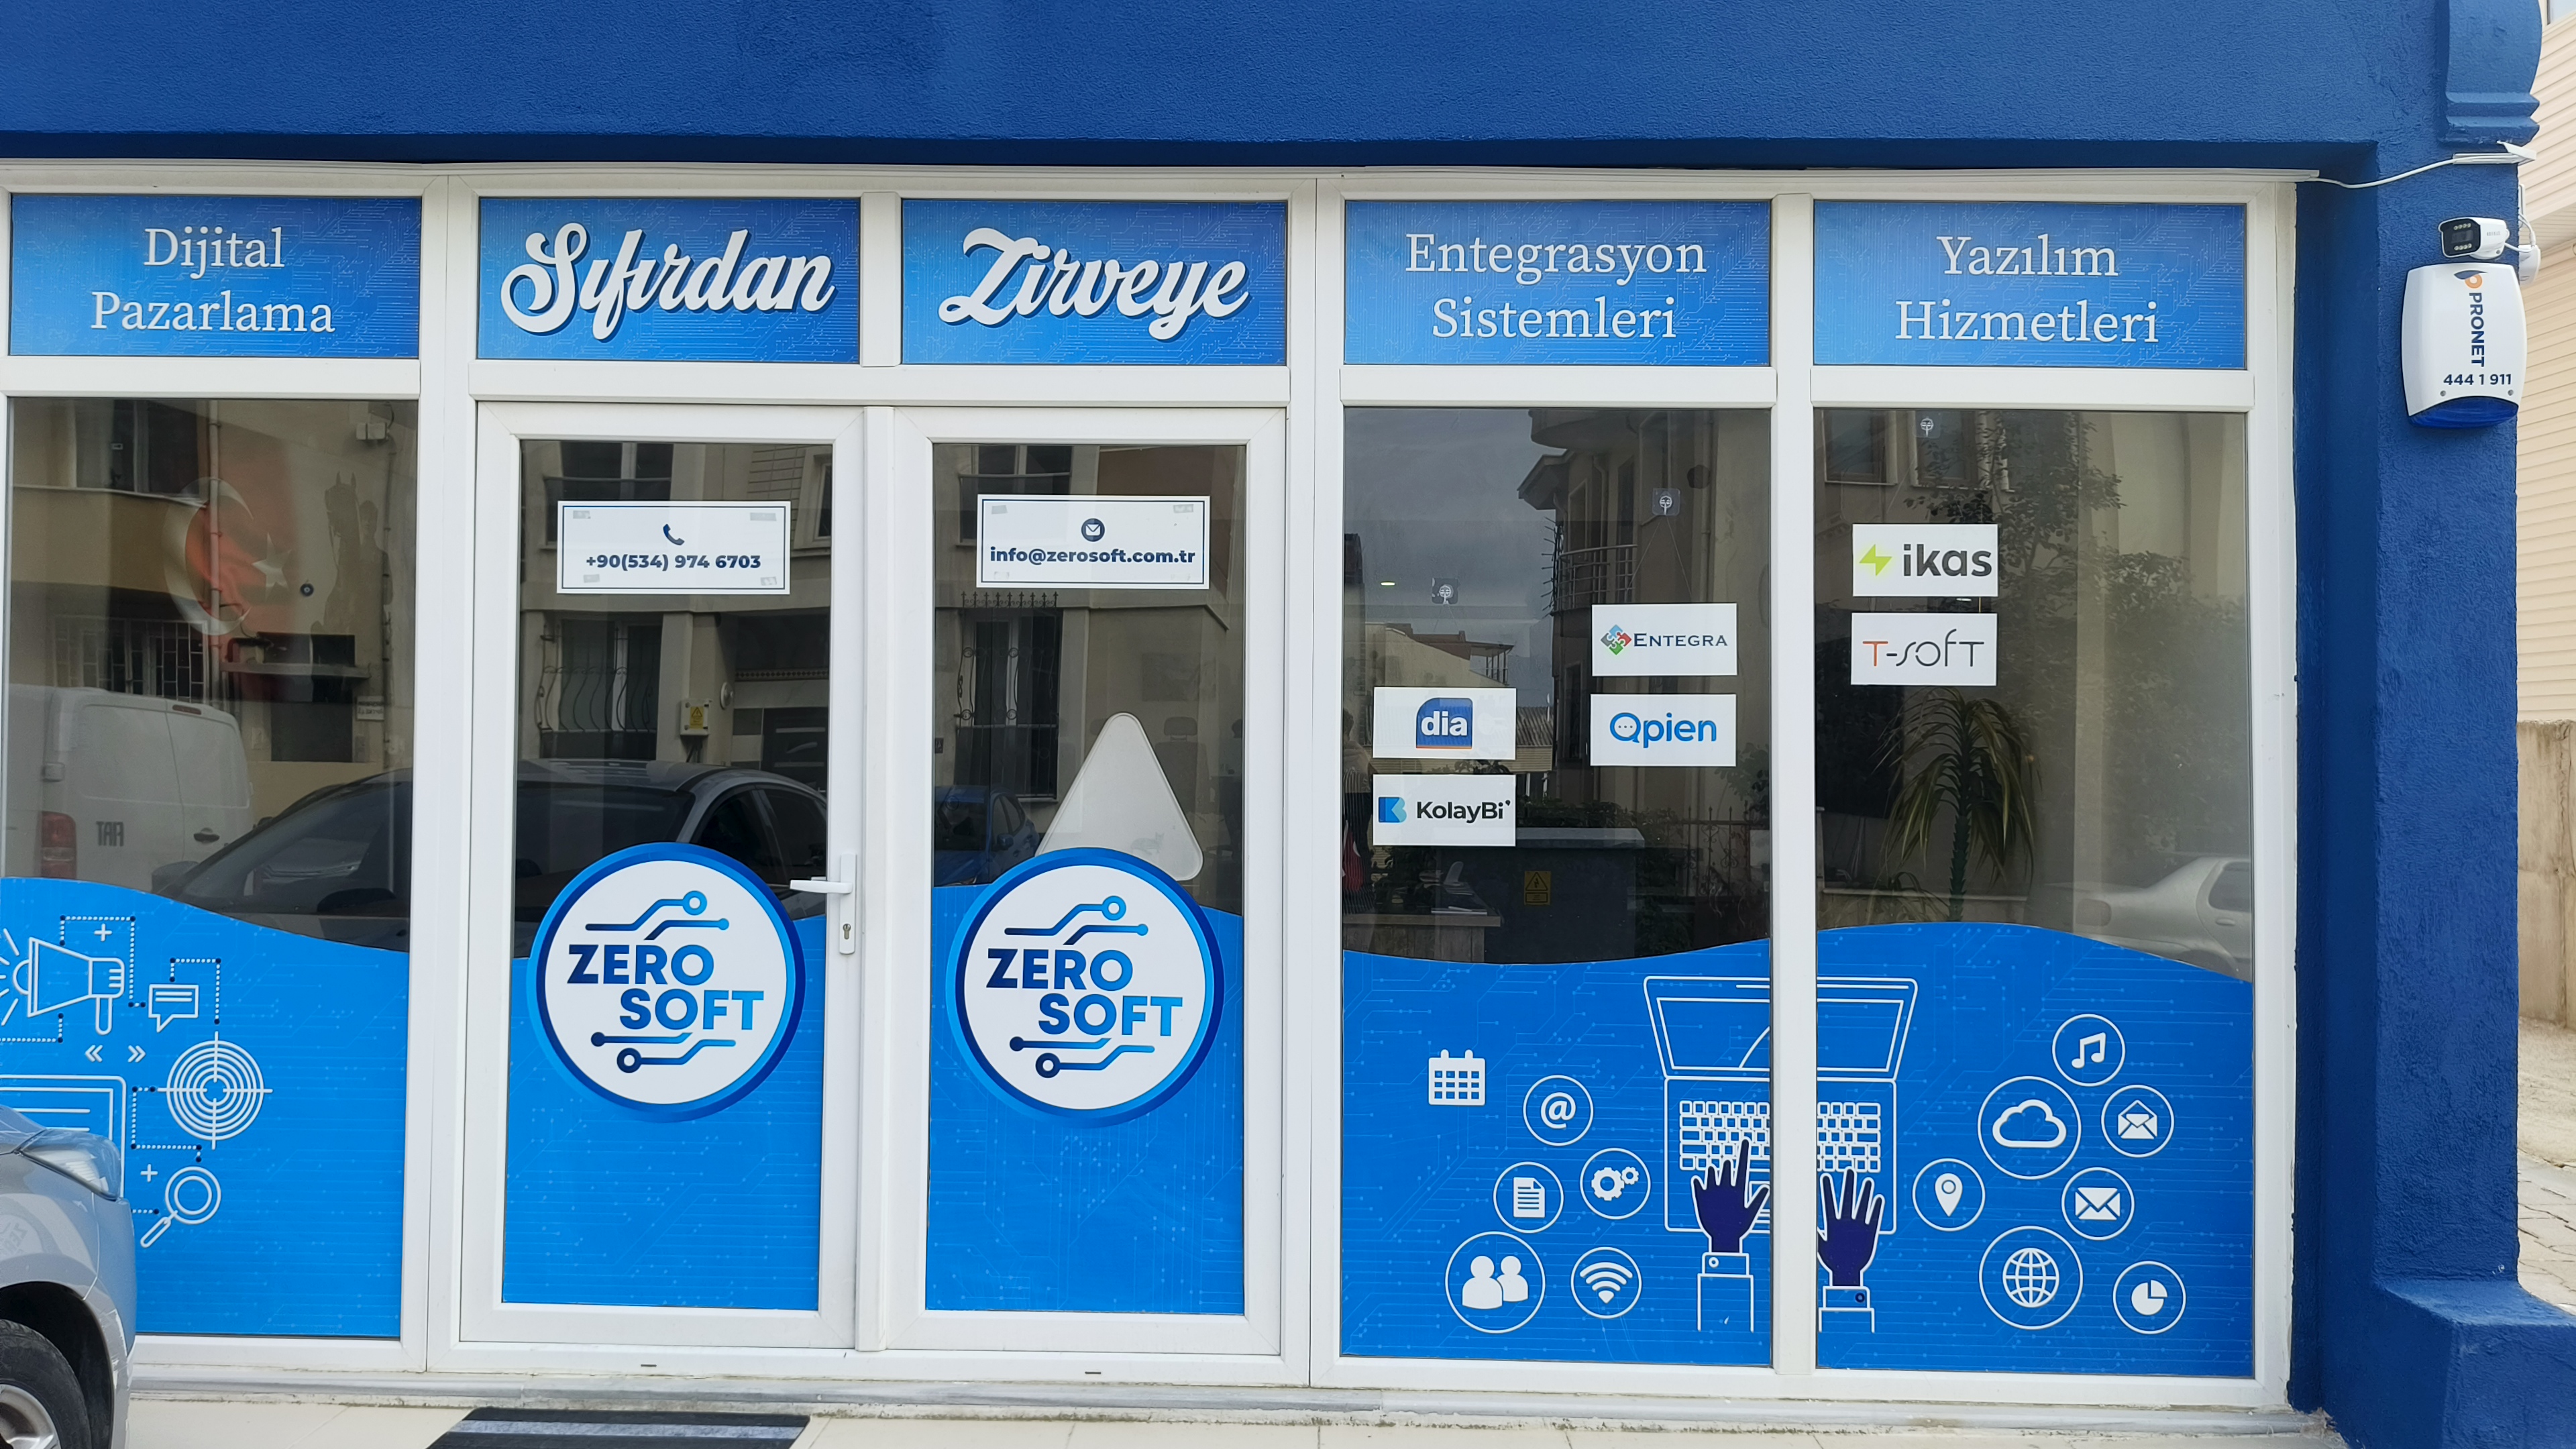 Dijital
Pazarlama
Sıfırdan
Zirveye
Entegrasyon
Sistemleri
Yazılım
Hizmetleri
PRONET
444 1 911
+90(534) 974 6703
info@zerosoft.com.tr
ikas
T-SOFT
ENTEGRA
dia
Qpien
KolayBi'
ZERO
SOFT
ZERO
SOFT
@